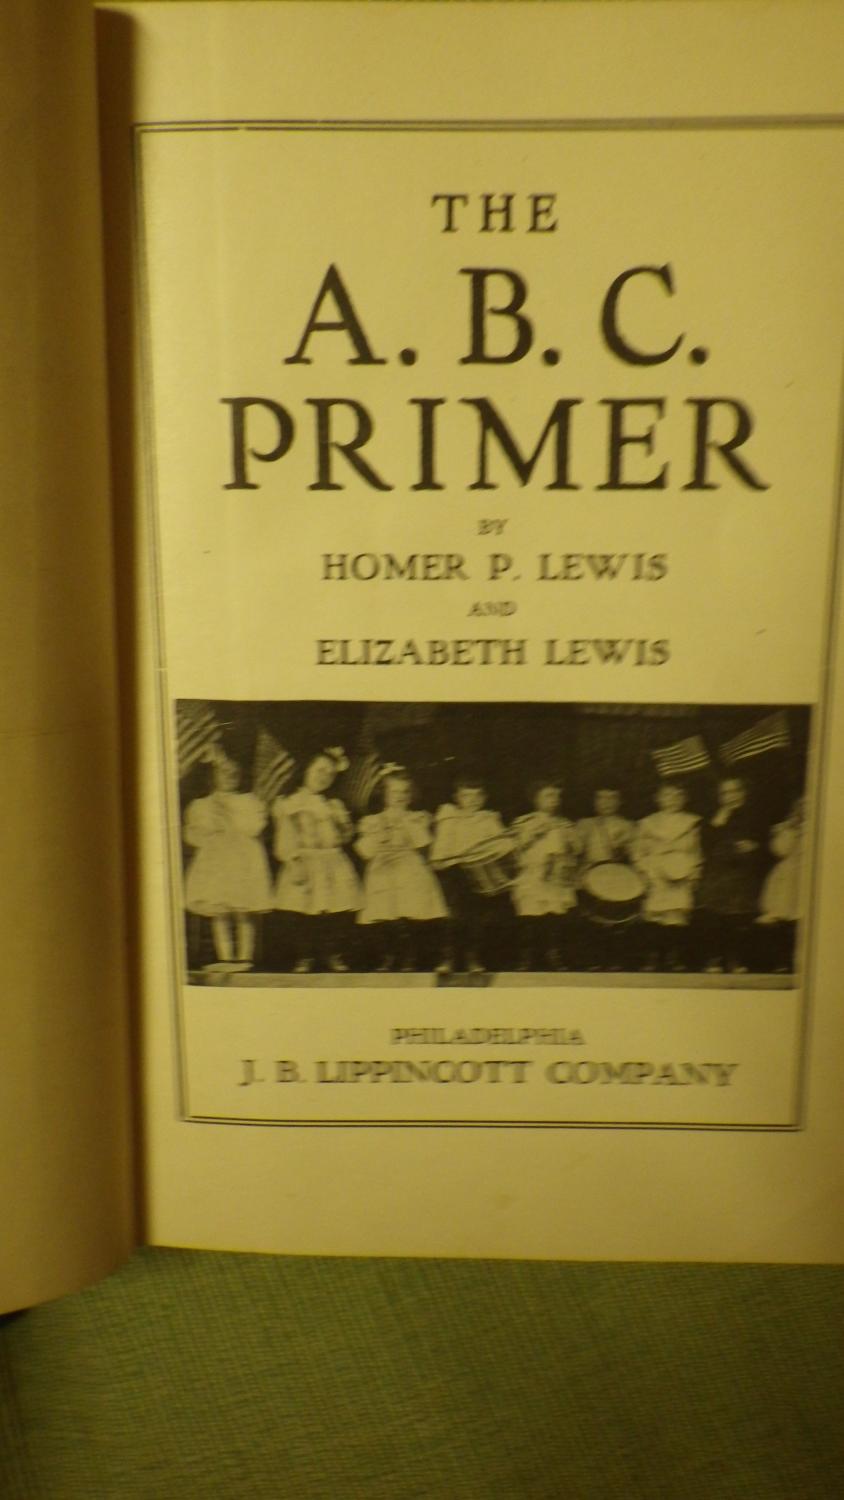 THE
A. B. C.
PRIMER
BY
HOMER P. LEWIS
AND
ELIZABETH LEWIS
PHILADELPHIA
J. B. LIPPINCOTT COMPANY